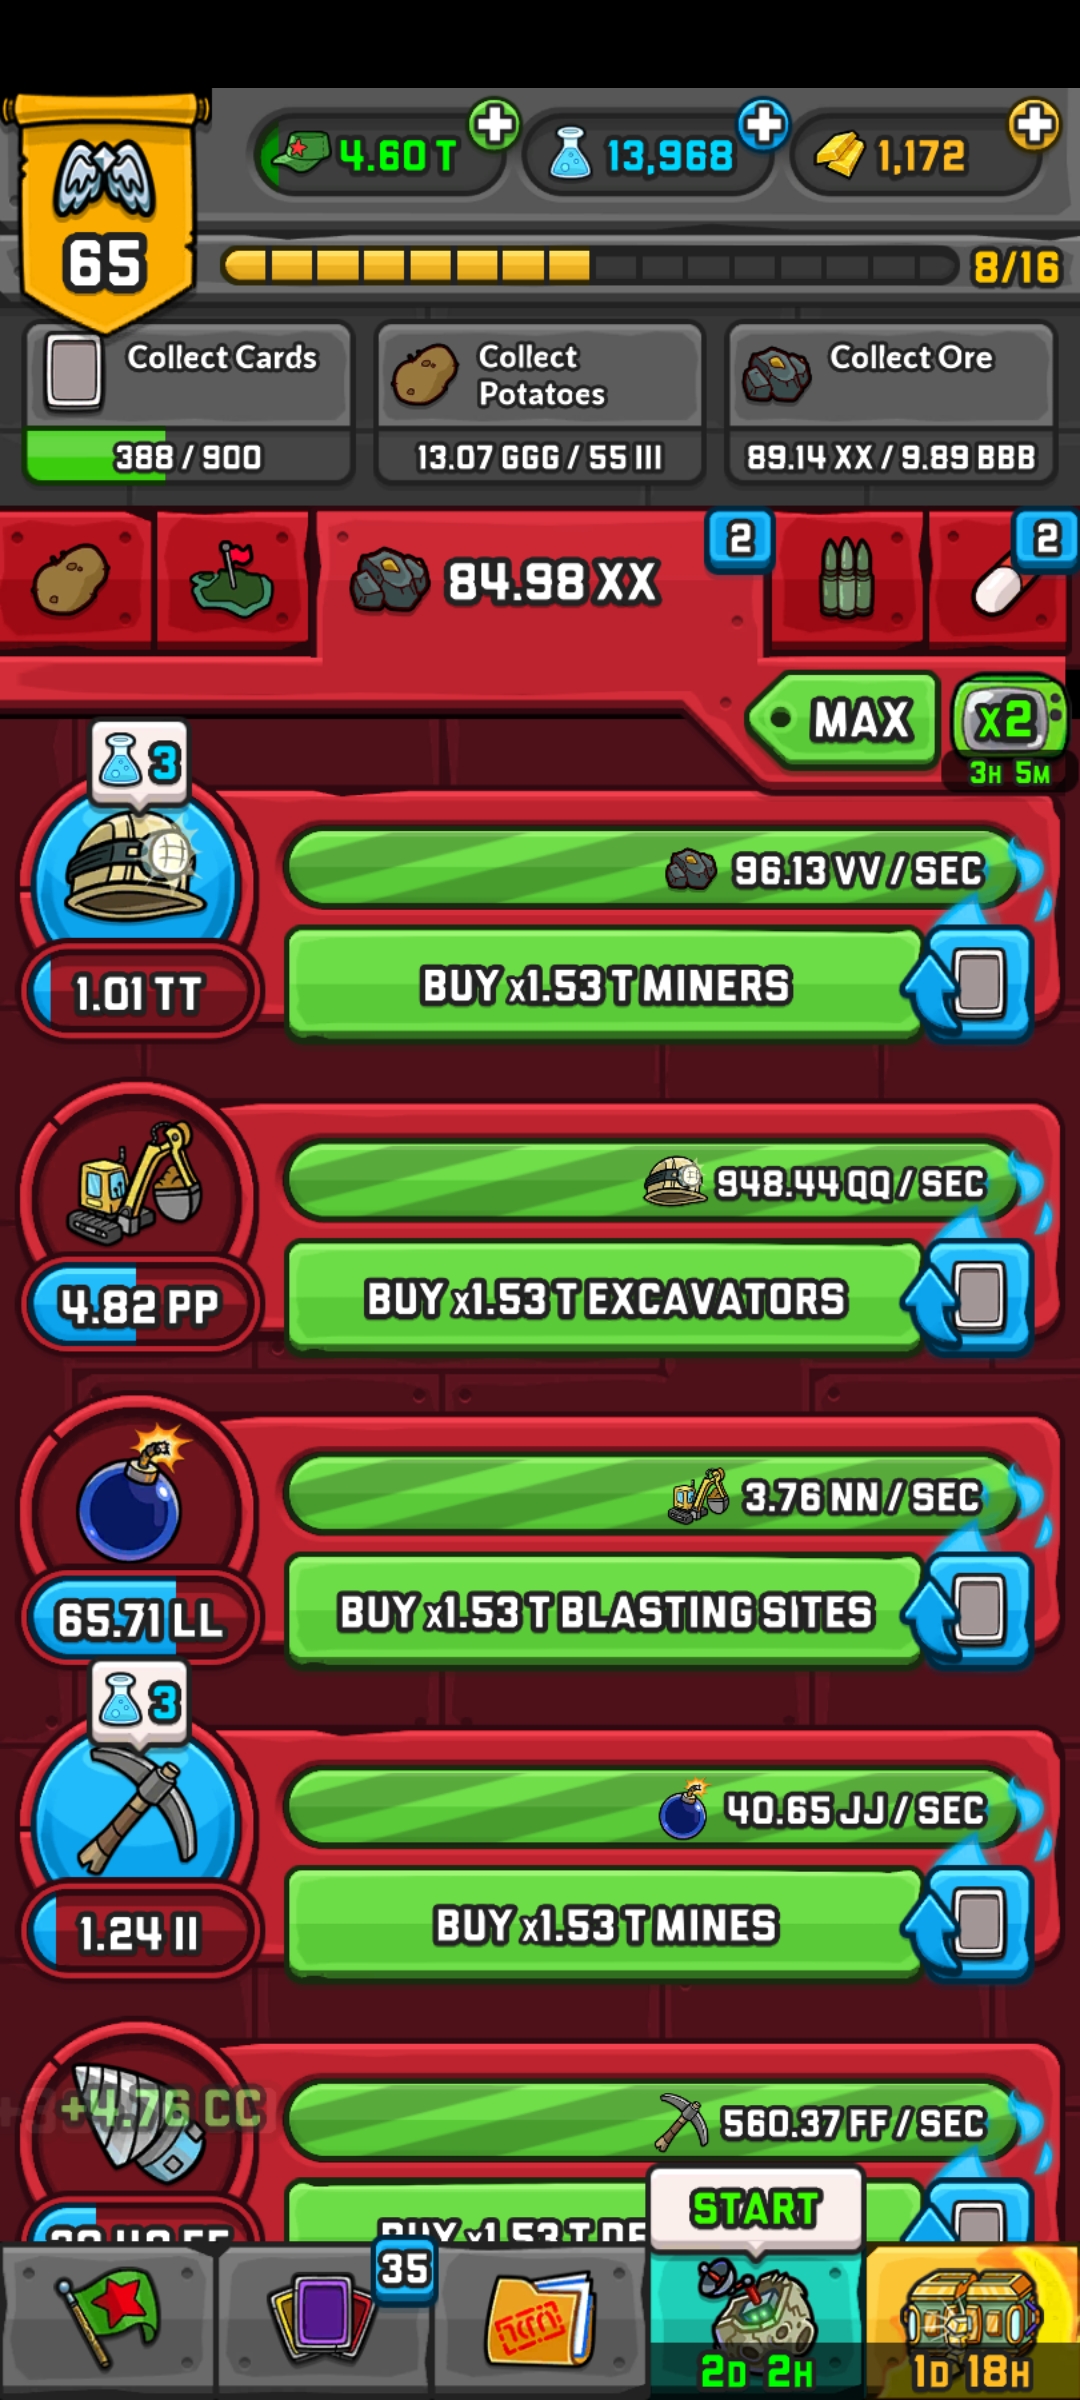 4.60 T
13,968
1,172
65
8/16
Collect Cards
388 / 900
Collect
Potatoes
13.07 GGG / 55 III
Collect Ore
89.14 XX / 9.89 BBB
84.98 XX
2
2
MAX
x2
3H 5M
3
96.13 VV / SEC
1.01 TT
BUY x1.53 T MINERS
948.44 QQ / SEC
4.82 PP
BUY x1.53 T EXCAVATORS
3.76 NN / SEC
65.71 LL
BUY x1.53 T BLASTING SITES
3
40.65 JJ / SEC
1.24 II
BUY x1.53 T MINES
+4.76 CC
560.37 FF / SEC
BUY x1.53 T
START
35
2D 2H
1D 18H